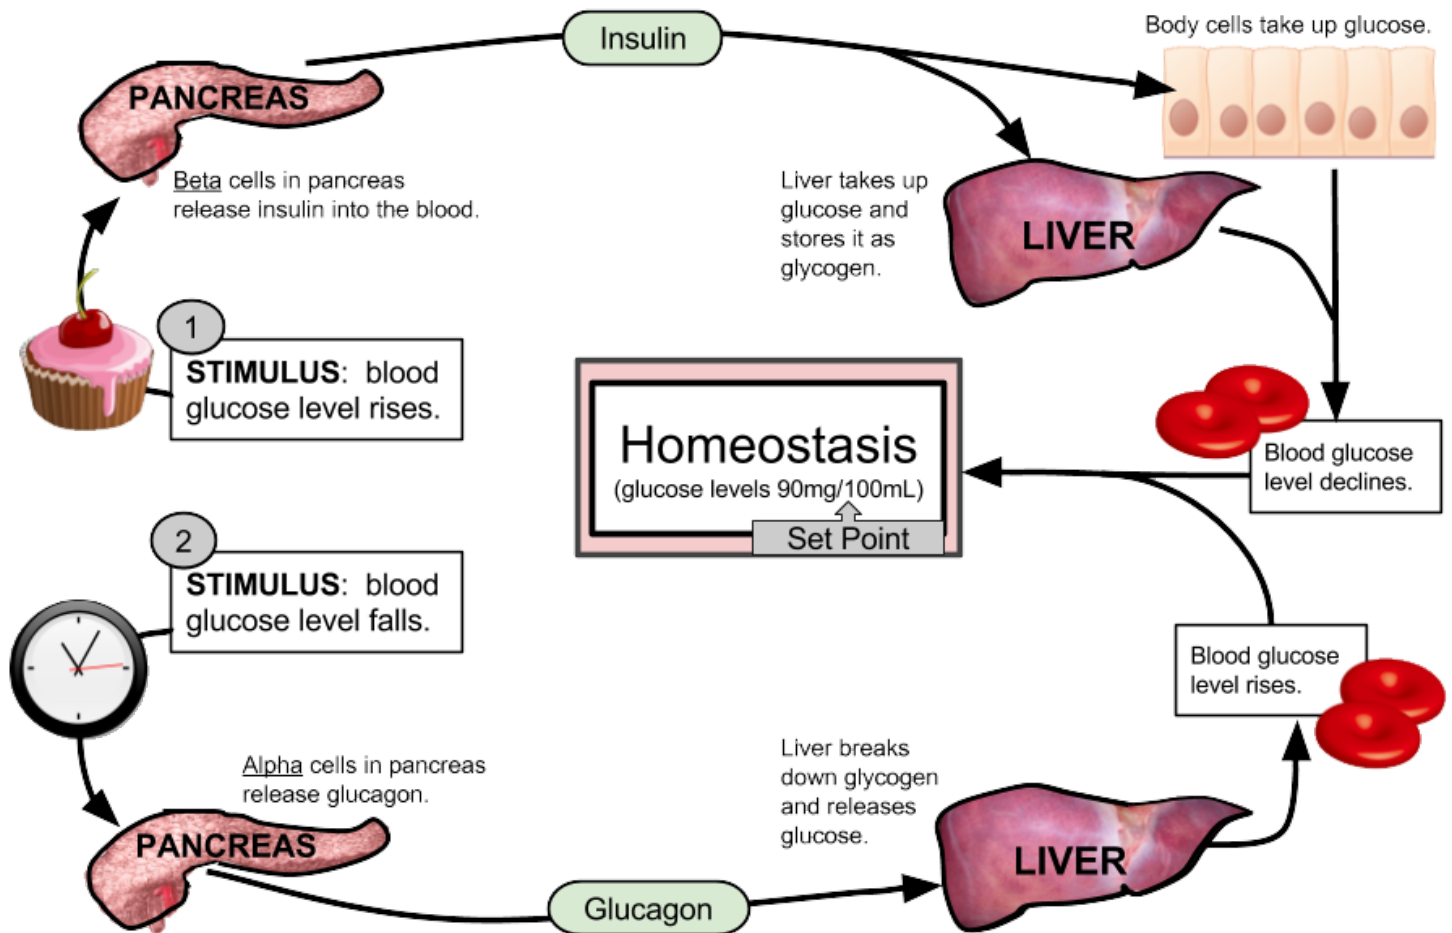 Insulin
Body cells take up glucose.
PANCREAS
Beta cells in pancreas
release insulin into the blood.
Liver takes up
glucose and
stores it as
glycogen.
LIVER
1
STIMULUS: blood
glucose level rises.
Homeostasis
(glucose levels 90mg/100mL)
Set Point
Blood glucose
level declines.
2
STIMULUS: blood
glucose level falls.
Blood glucose
level rises.
Alpha cells in pancreas
release glucagon.
PANCREAS
Liver breaks
down glycogen
and releases
glucose.
LIVER
Glucagon